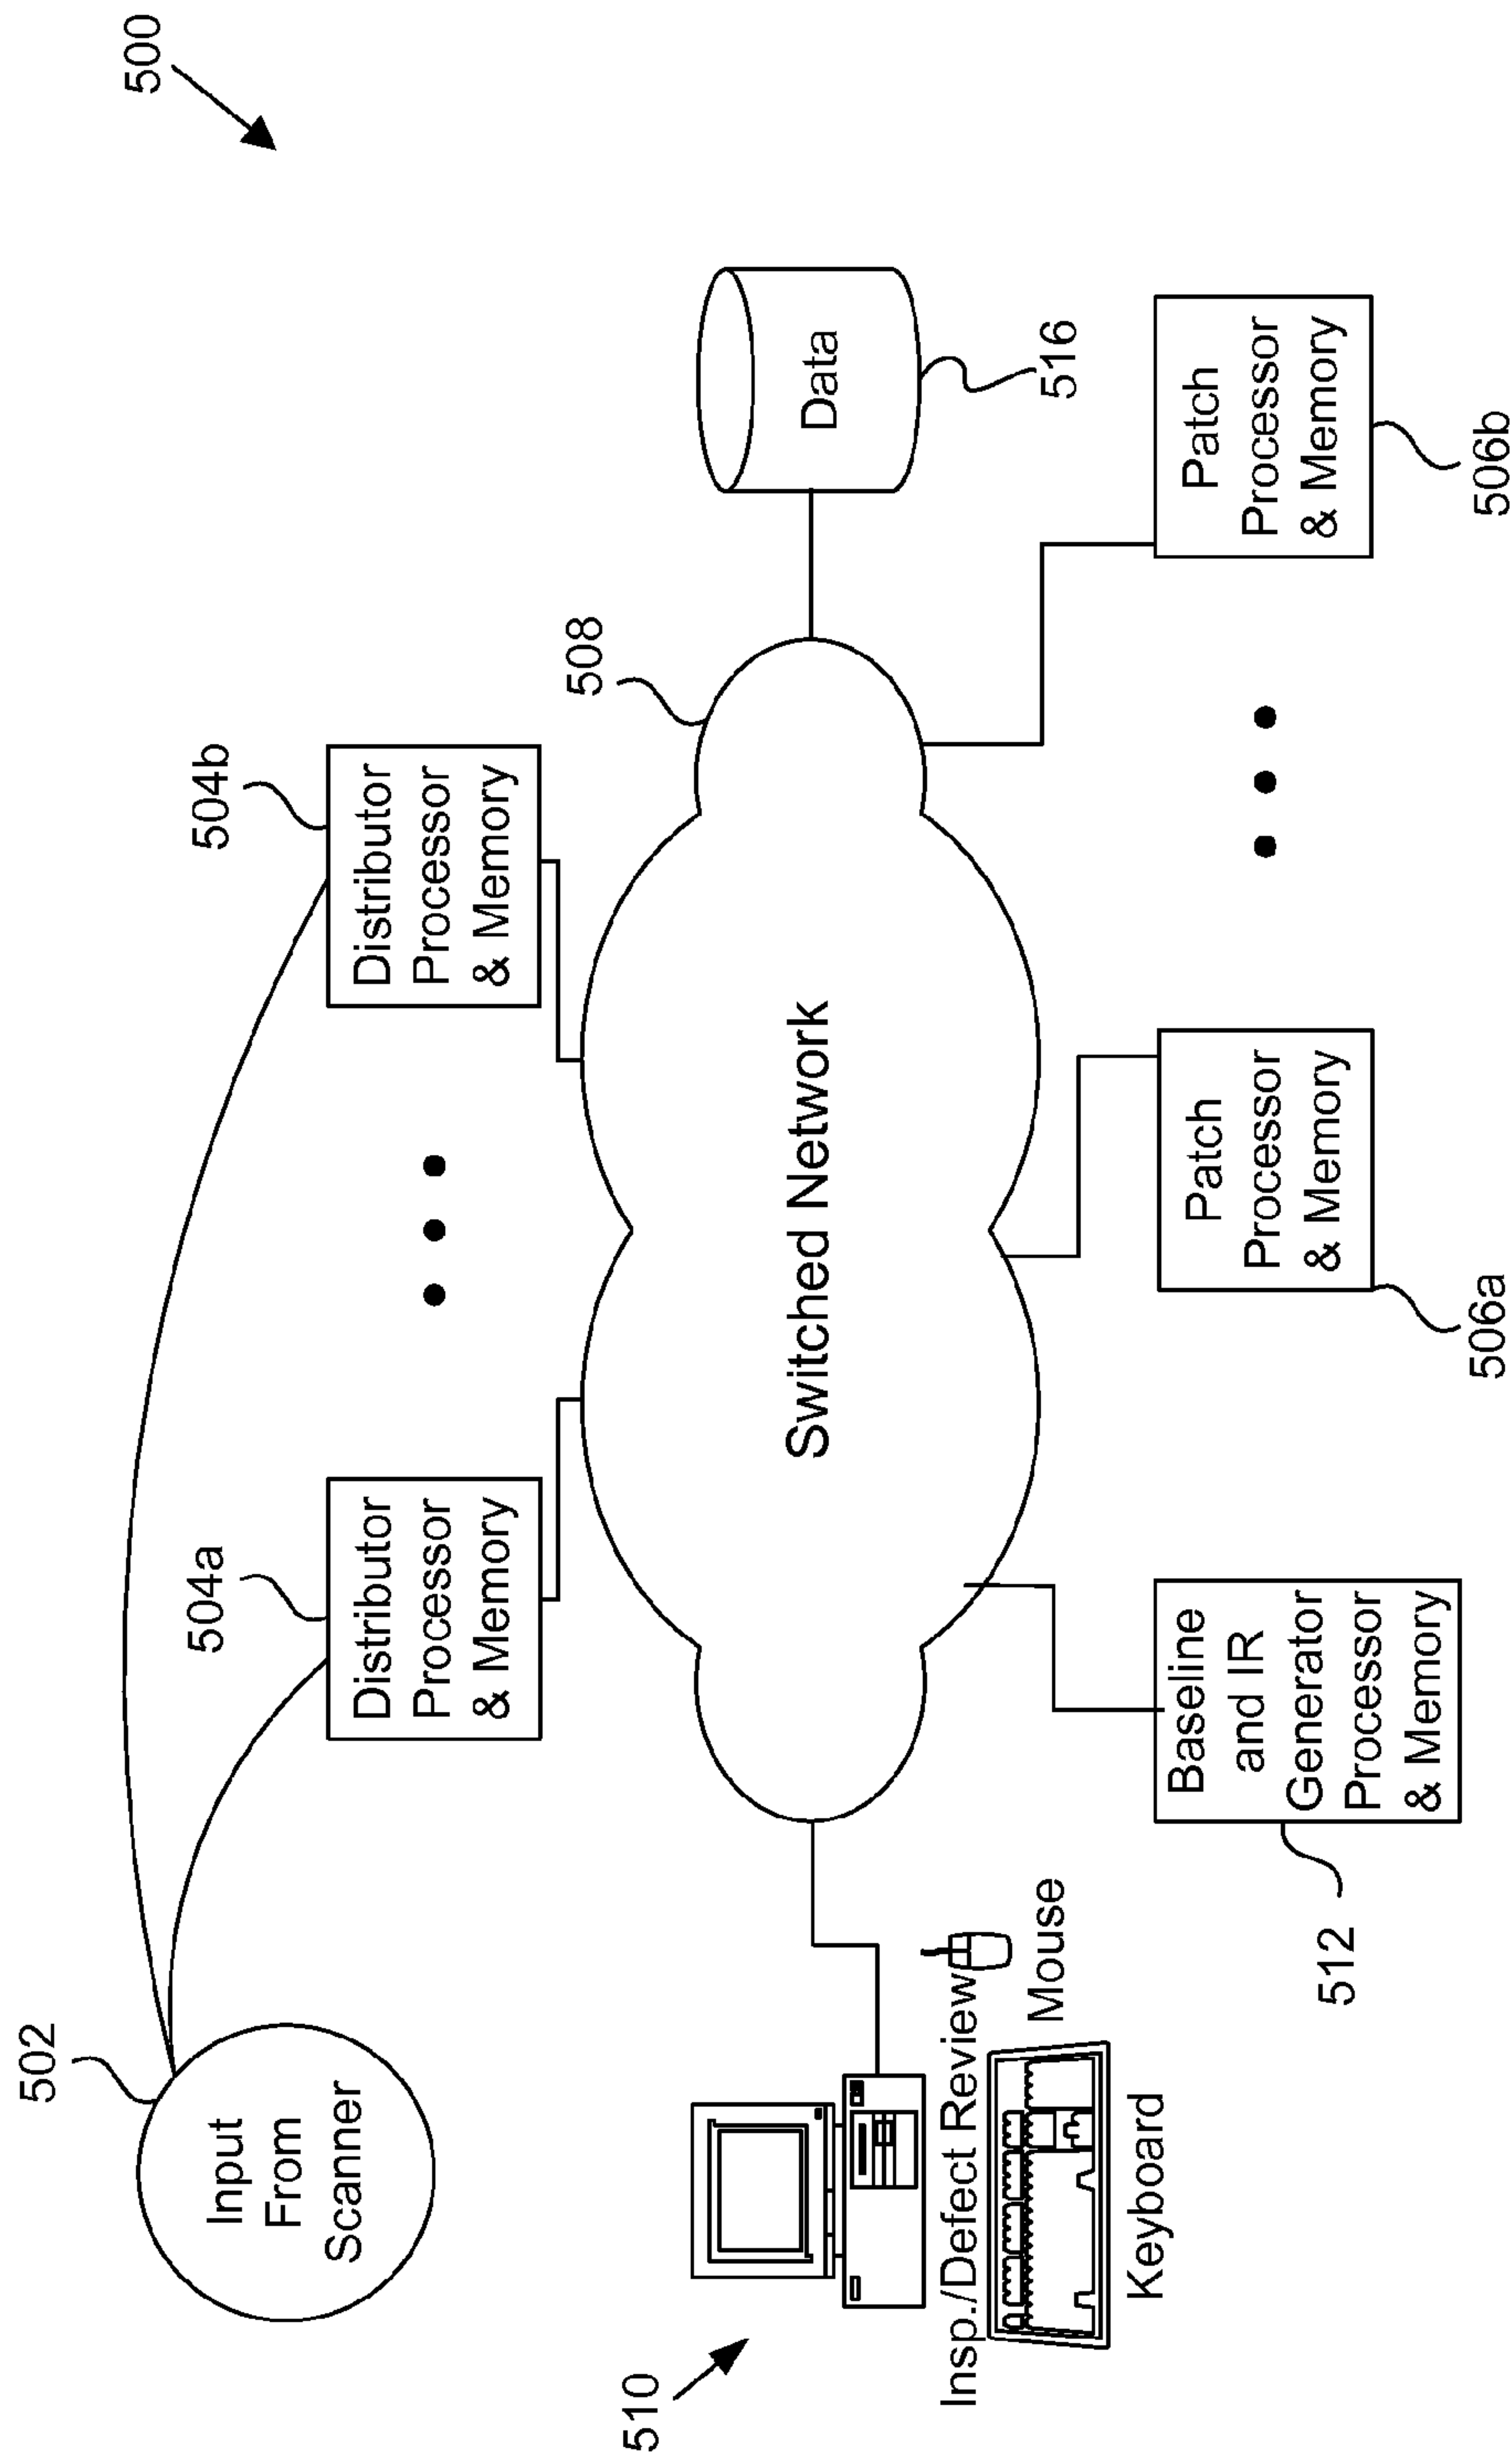 500
502
Input
From
Scanner
504a
Distributor
Processor
& Memory
504b
Distributor
Processor
& Memory
508
Switched Network
Data
516
510
Insp./Defect Review
Mouse
Keyboard
512
Baseline
and IR
Generator
Processor
& Memory
506a
Patch
Processor
& Memory
506b
Patch
Processor
& Memory